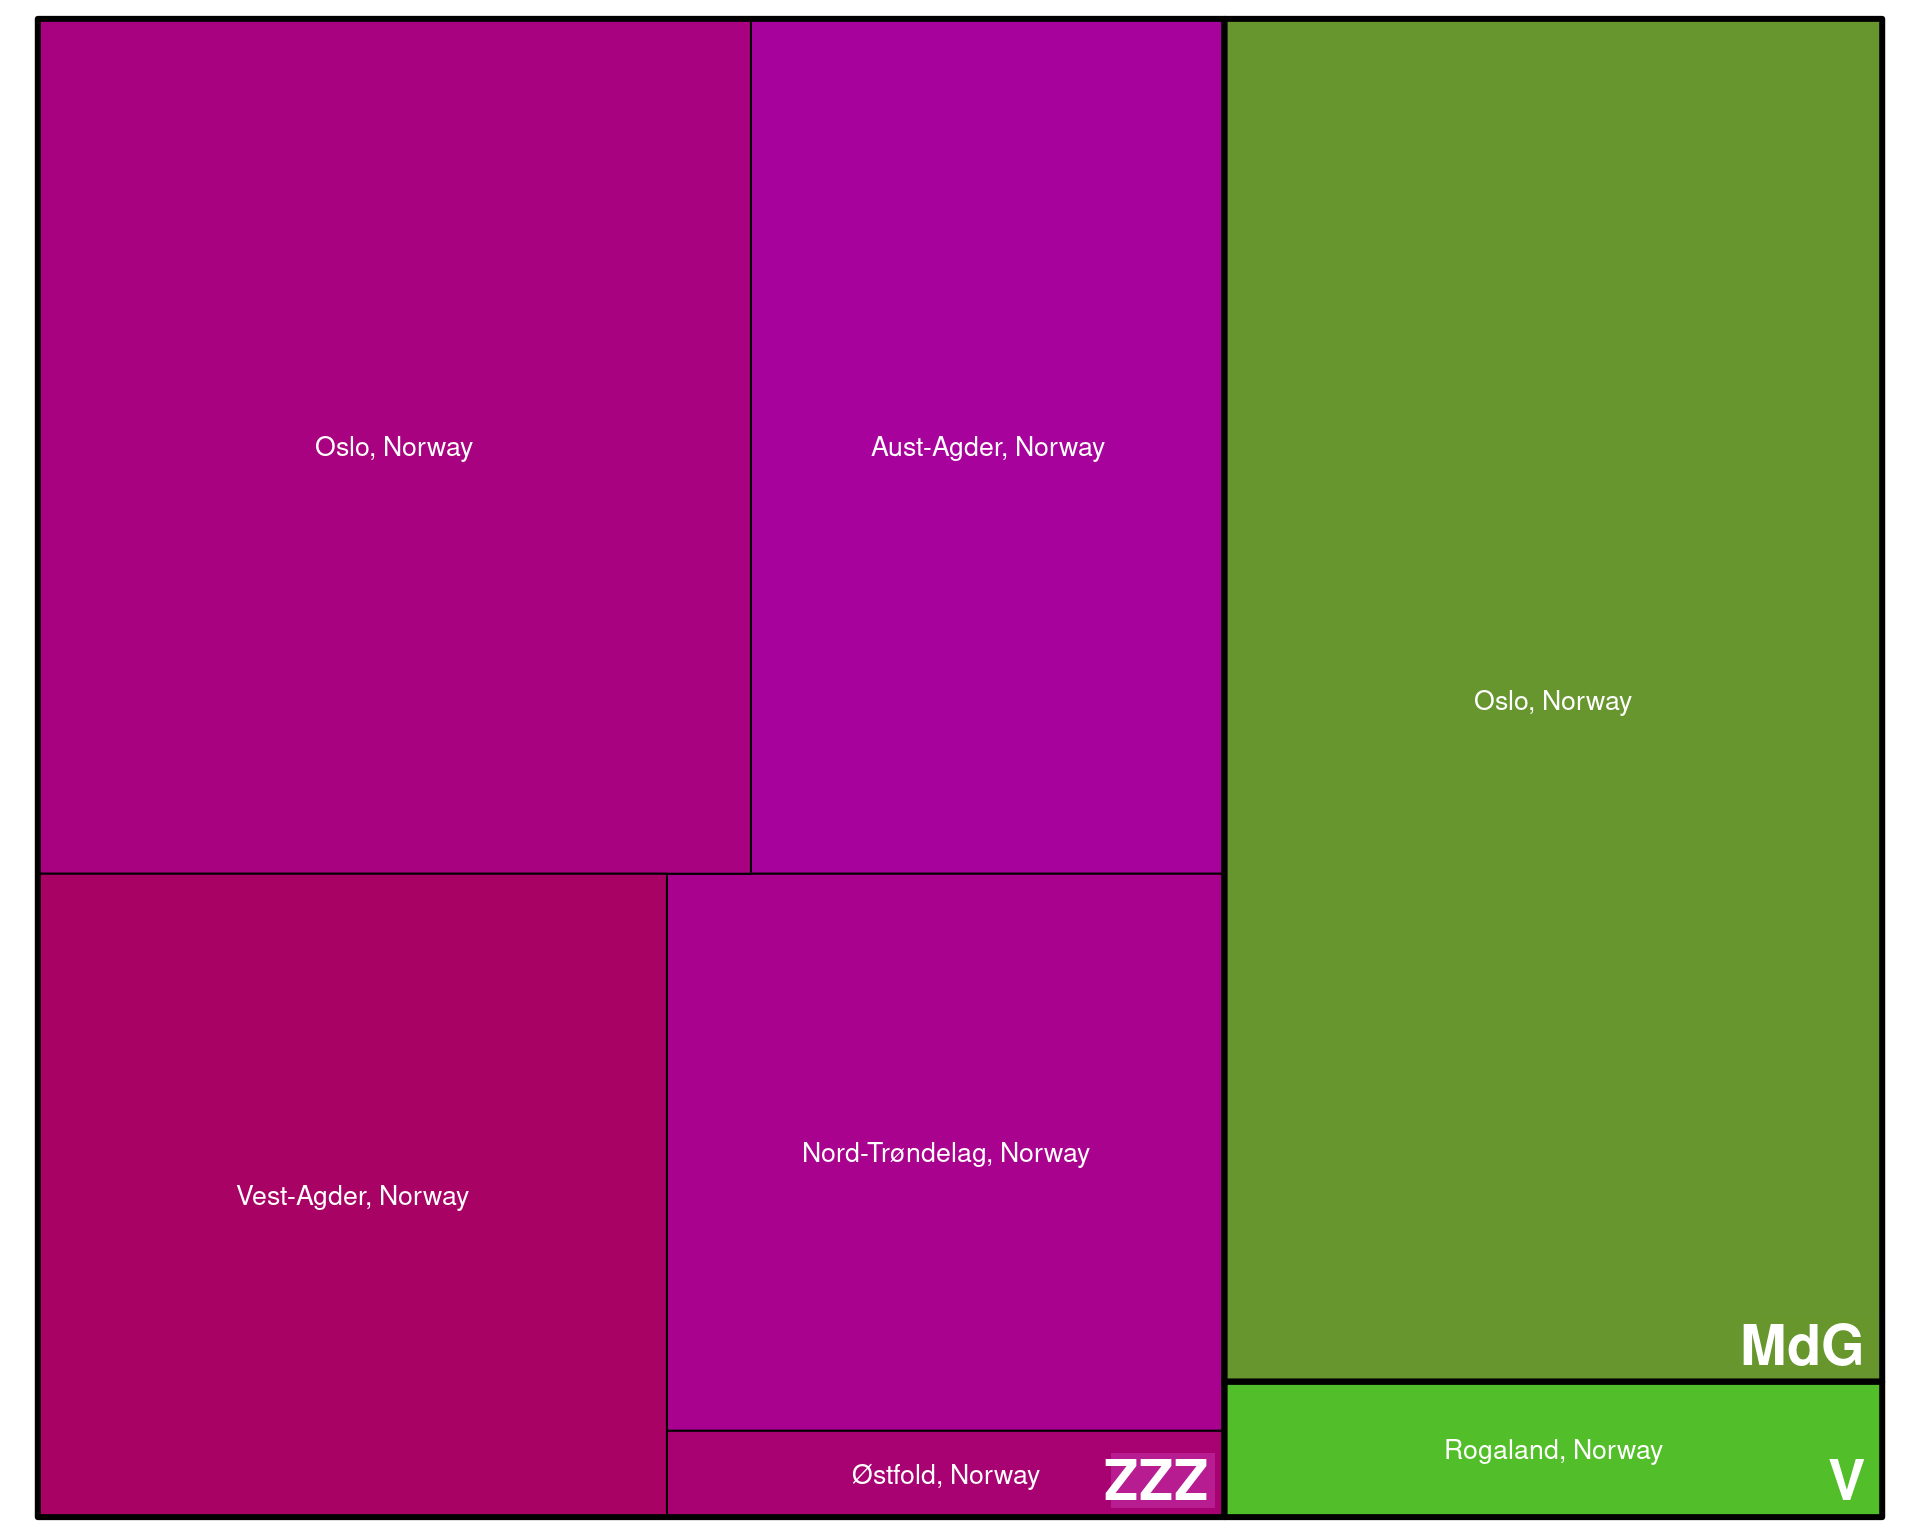 Oslo, Norway
Aust-Agder, Norway
Oslo, Norway
Vest-Agder, Norway
Nord-Trøndelag, Norway
MdG
Østfold, Norway
ZZZ
Rogaland, Norway
V